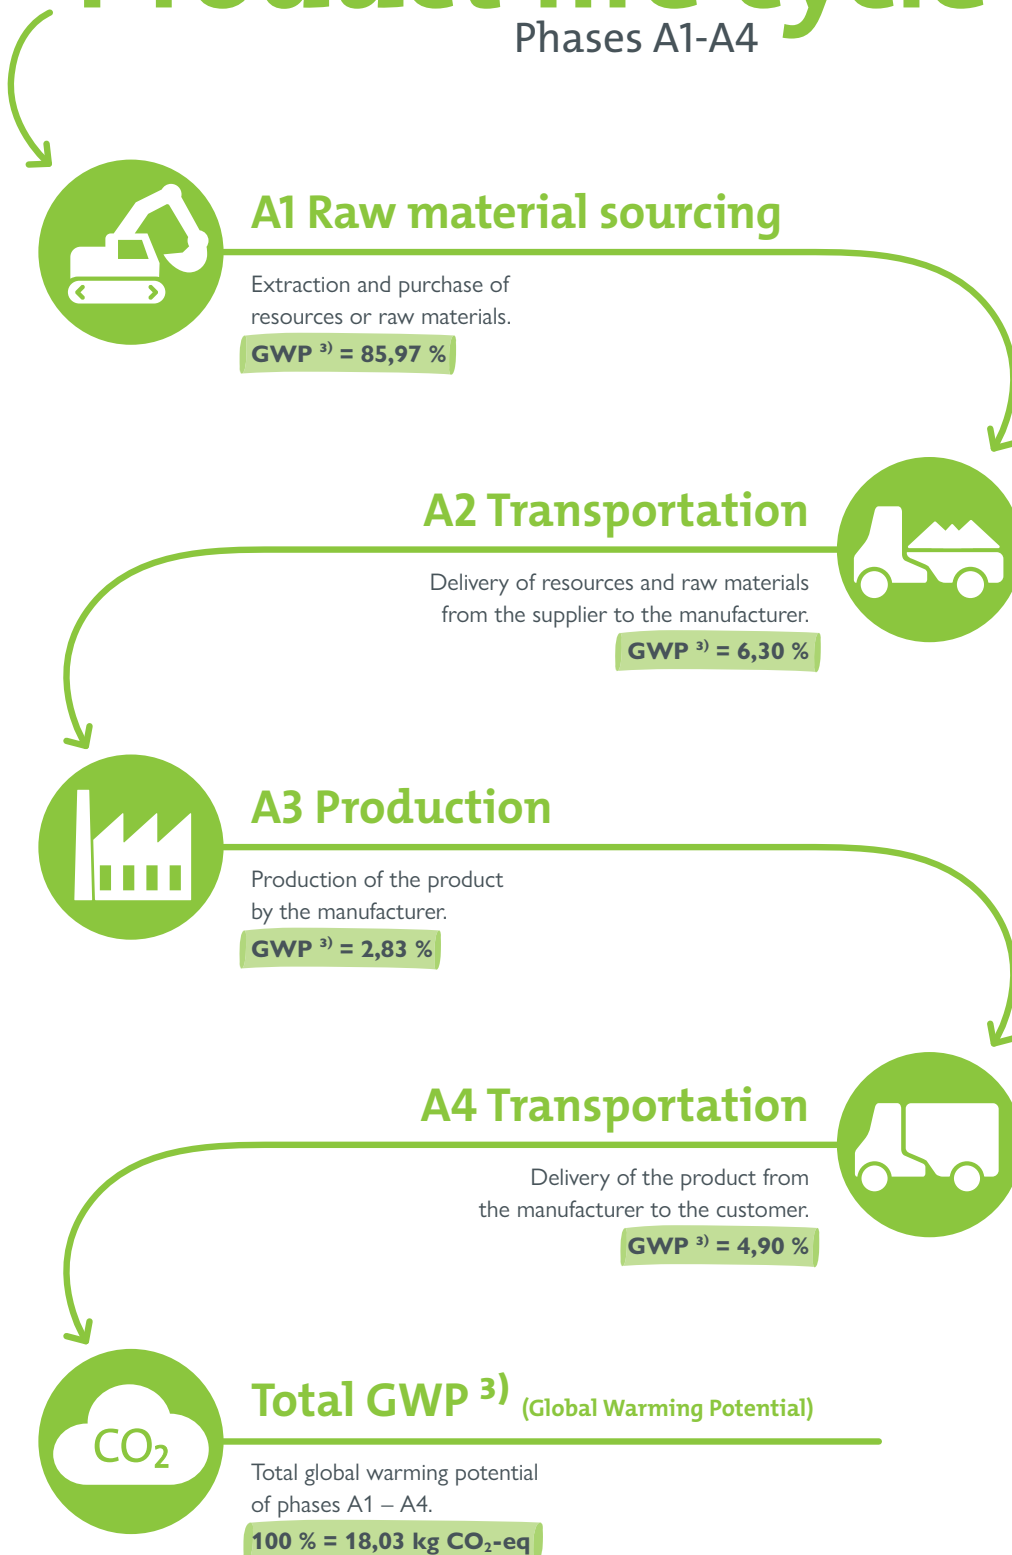 Product life cycle
Phases A1-A4
A1 Raw material sourcing
Extraction and purchase of
resources or raw materials.
GWP ³⁾ = 85,97 %
A2 Transportation
Delivery of resources and raw materials
from the supplier to the manufacturer.
GWP ³⁾ = 6,30 %
A3 Production
Production of the product
by the manufacturer.
GWP ³⁾ = 2,83 %
A4 Transportation
Delivery of the product from
the manufacturer to the customer.
GWP ³⁾ = 4,90 %
CO₂
Total GWP ³⁾ (Global Warming Potential)
Total global warming potential
of phases A1 – A4.
100 % = 18,03 kg CO₂-eq